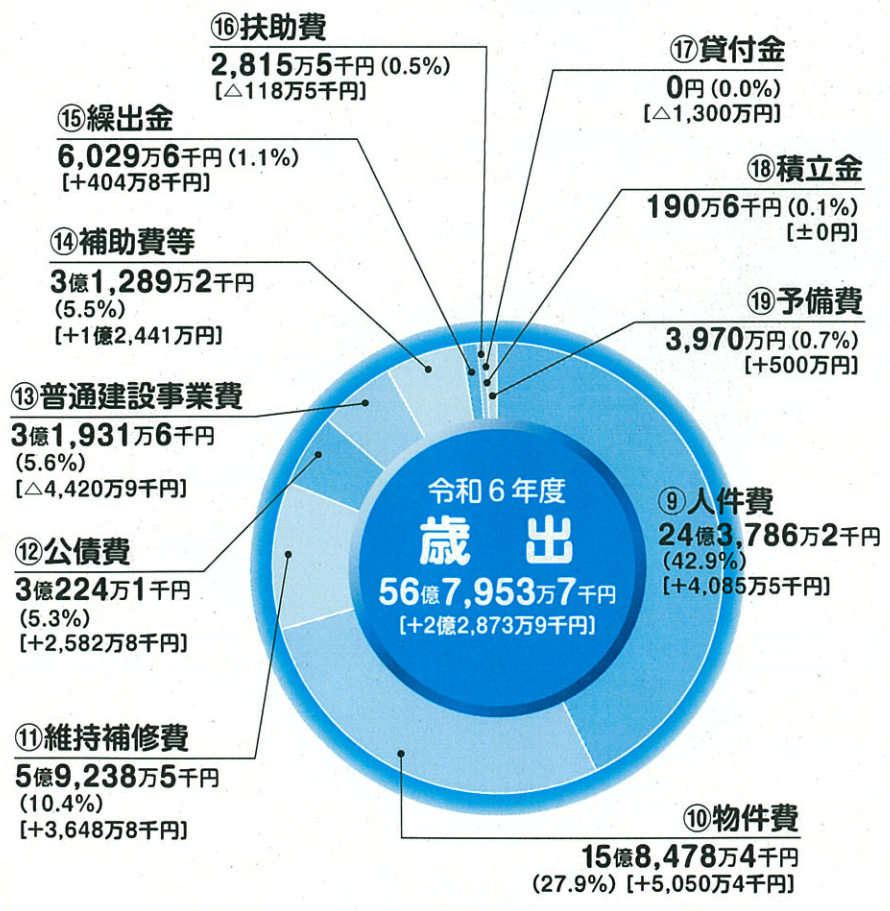 ⑯扶助費
2,815万5千円(0.5%)
[△118万5千円]
⑰貸付金
0円(0.0%)
[△1,300万円]
⑮繰出金
6,029万6千円(1.1%)
[+404万8千円]
⑱積立金
190万6千円(0.1%)
[±0円]
⑭補助費等
3億1,289万2千円
(5.5%)
[+1億2,441万円]
⑲予備費
3,970万円(0.7%)
[+500万円]
⑬普通建設事業費
3億1,931万6千円
(5.6%)
[△4,420万9千円]
令和6年度
歳出
56億7,953万7千円
[+2億2,873万9千円]
⑨人件費
24億3,786万2千円
(42.9%)
[+4,085万5千円]
⑫公債費
3億224万1千円
(5.3%)
[+2,582万8千円]
⑪維持補修費
5億9,238万5千円
(10.4%)
[+3,648万8千円]
⑩物件費
15億8,478万4千円
(27.9%) [+5,050万4千円]